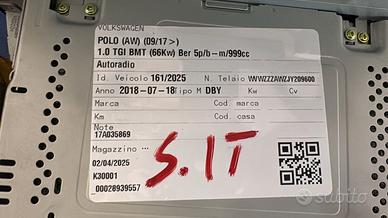 VOLKSWAGEN
POLO (AW) (09/17 >)
1.0 TGI BMT (66Kw) Ber 5p/b-m/999cc
Autoradio
Id. Veicolo 161/2025 N. Telaio WVWZZZAWZJY209600
Anno 2018-07-18 Tipo M DBY Kw Cv
Marca Cod. marca
Km Cod. casa
Note
17A035869
Magazzino ...
02/04/2025
K30001
00028939557
S.IT
subito